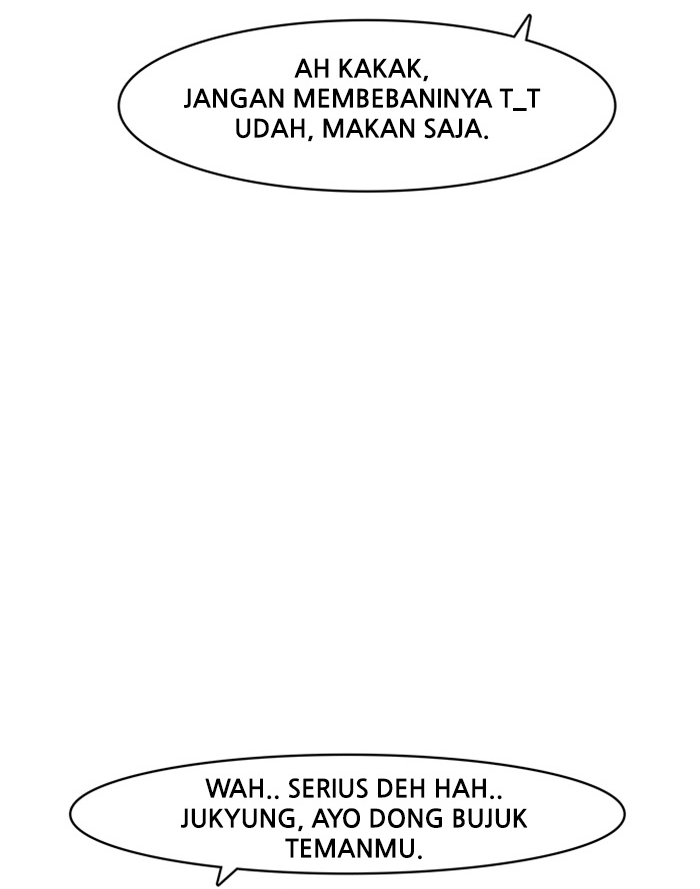 AH KAKAK,
JANGAN MEMBEBANINYA T_T
UDAH, MAKAN SAJA.
WAH.. SERIUS DEH HAH..
JUKYUNG, AYO DONG BUJUK
TEMANMU.